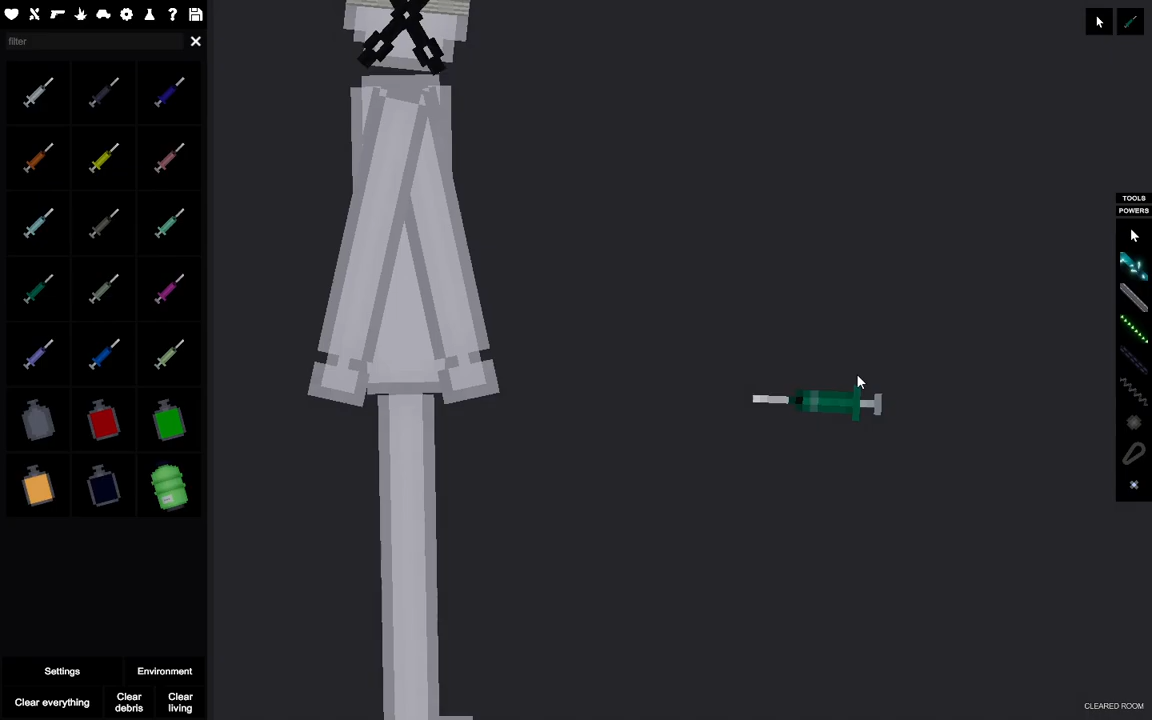 filter
TOOLS
POWERS
Settings
Environment
Clear everything
Clear debris
Clear living
CLEARED ROOM